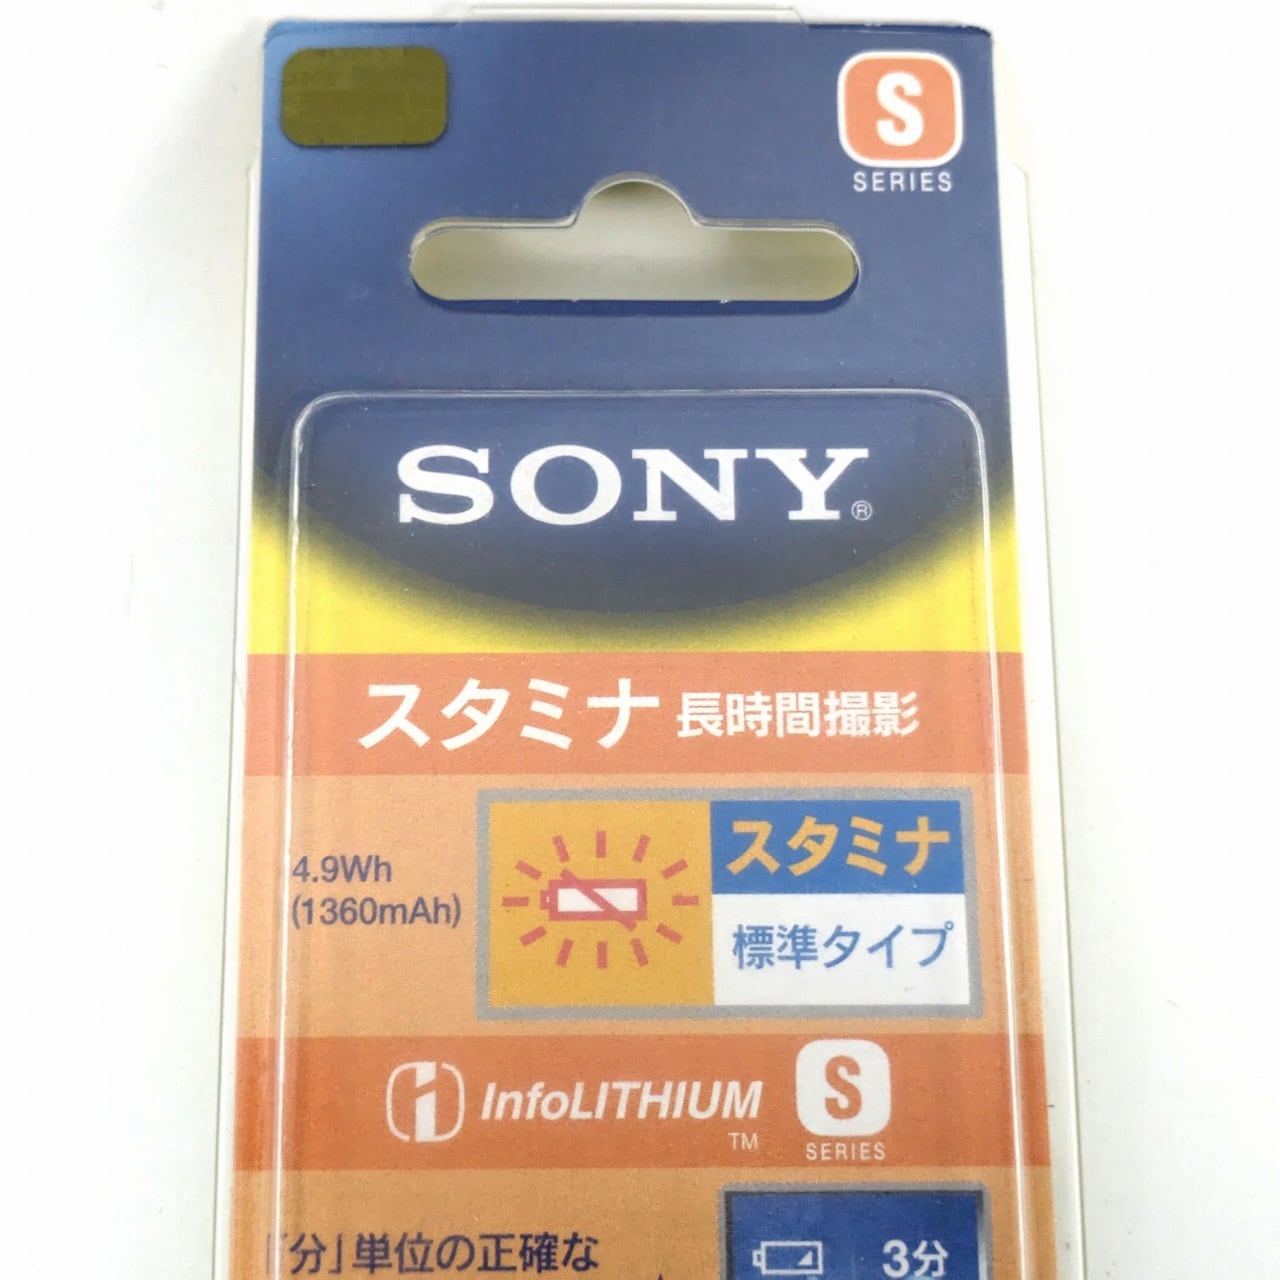 S
SERIES
SONY®
スタミナ 長時間撮影
4.9Wh
(1360mAh)
スタミナ
標準タイプ
i InfoLITHIUM™ S
SERIES
「分」単位の正確な
3分